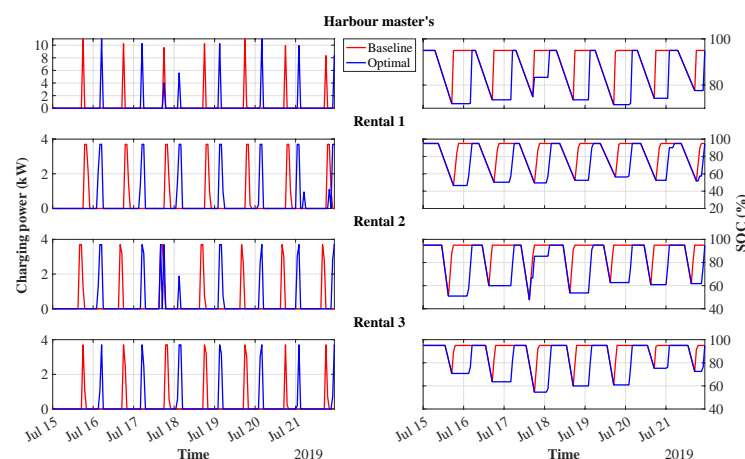 Harbour master's
10
8
6
4
2
0
Baseline
Optimal
100
80
Rental 1
4
2
0
100
80
60
40
20
Rental 2
4
2
0
100
80
60
40
Rental 3
4
2
0
100
80
60
40
Charging power (kW)
SOC (%)
Jul 15
Jul 16
Jul 17
Jul 18
Jul 19
Jul 20
Jul 21
Time
2019
Jul 15
Jul 16
Jul 17
Jul 18
Jul 19
Jul 20
Jul 21
Time
2019